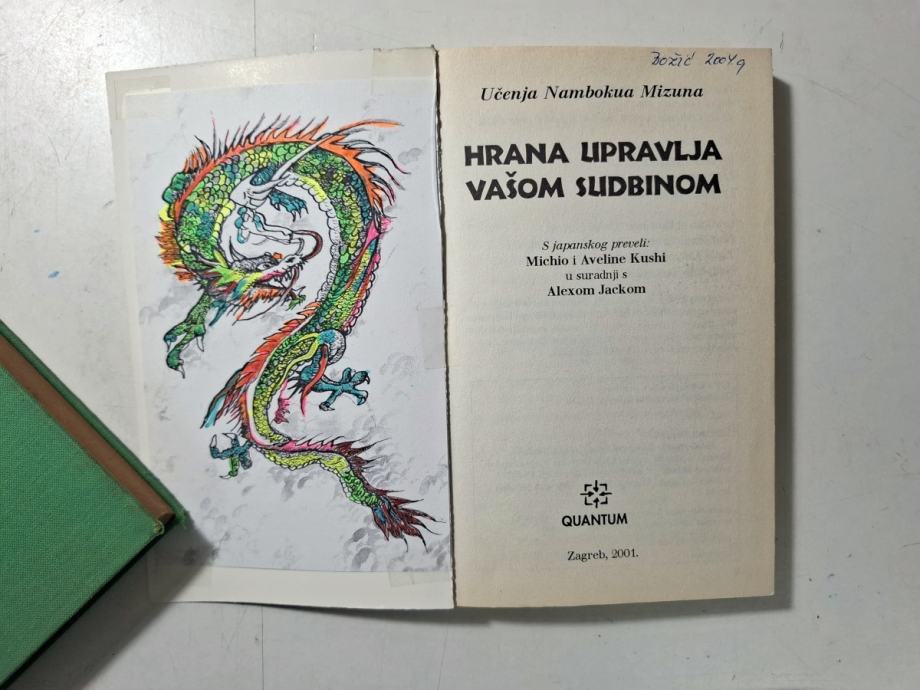 Božić 2004g
Učenja Nambokua Mizuna
HRANA UPRAVLJA
VAŠOM SUDBINOM
S japanskog preveli:
Michio i Aveline Kushi
u suradnji s
Alexom Jackom
QUANTUM
Zagreb, 2001.